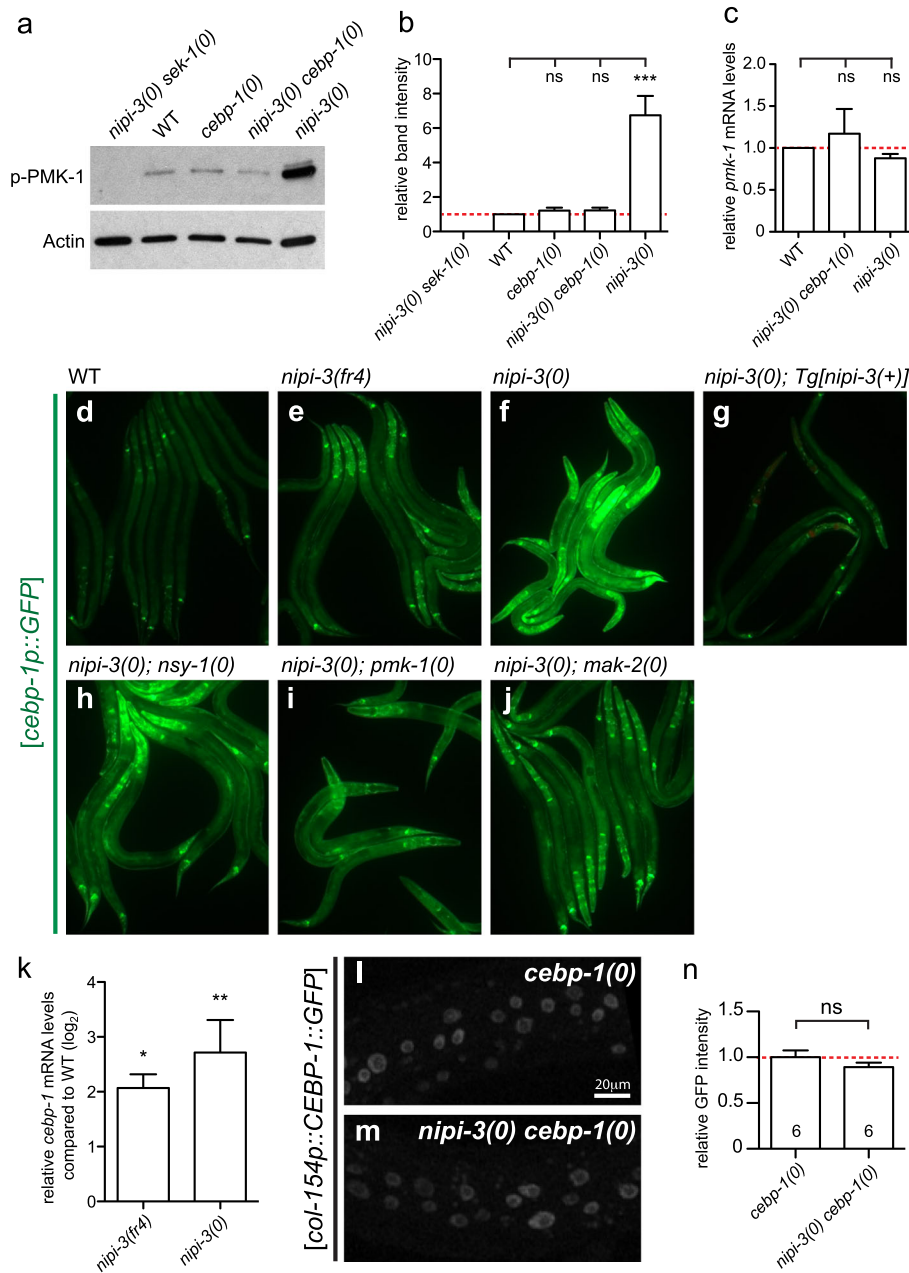 a
nipi-3(0) sek-1(0)
WT
cebp-1(0)
nipi-3(0) cebp-1(0)
nipi-3(0)
p-PMK-1
Actin
b
relative band intensity
10
8
6
4
2
0
ns
ns
***
nipi-3(0) sek-1(0)
WT
cebp-1(0)
nipi-3(0) cebp-1(0)
nipi-3(0)
c
relative pmk-1 mRNA levels
2.0
1.5
1.0
0.5
0
ns
ns
WT
nipi-3(0) cebp-1(0)
nipi-3(0)
[cebp-1p::GFP]
WT
d
nipi-3(fr4)
e
nipi-3(0)
f
nipi-3(0); Tg[nipi-3(+)]
g
nipi-3(0); nsy-1(0)
h
nipi-3(0); pmk-1(0)
i
nipi-3(0); mak-2(0)
j
k
relative cebp-1 mRNA levels
compared to WT (log2)
4
3
2
1
0
*
**
nipi-3(fr4)
nipi-3(0)
[col-154p::CEBP-1::GFP]
l
cebp-1(0)
20μm
m
nipi-3(0) cebp-1(0)
n
relative GFP intensity
1.5
1.0
0.5
0
ns
6
6
cebp-1(0)
nipi-3(0) cebp-1(0)